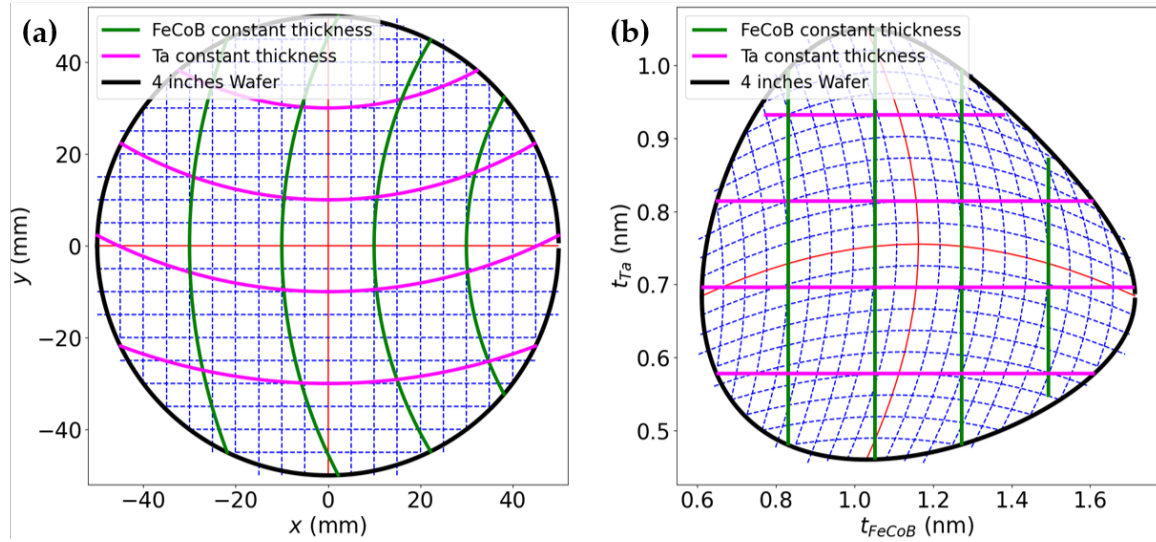 (a)
FeCoB constant thickness
Ta constant thickness
4 inches Wafer
40
20
0
−20
−40
y (mm)
−40 −20 0 20 40
x (mm)
(b)
FeCoB constant thickness
Ta constant thickness
4 inches Wafer
1.0
0.9
0.8
0.7
0.6
0.5
t_Ta (nm)
0.6 0.8 1.0 1.2 1.4 1.6
t_FeCoB (nm)